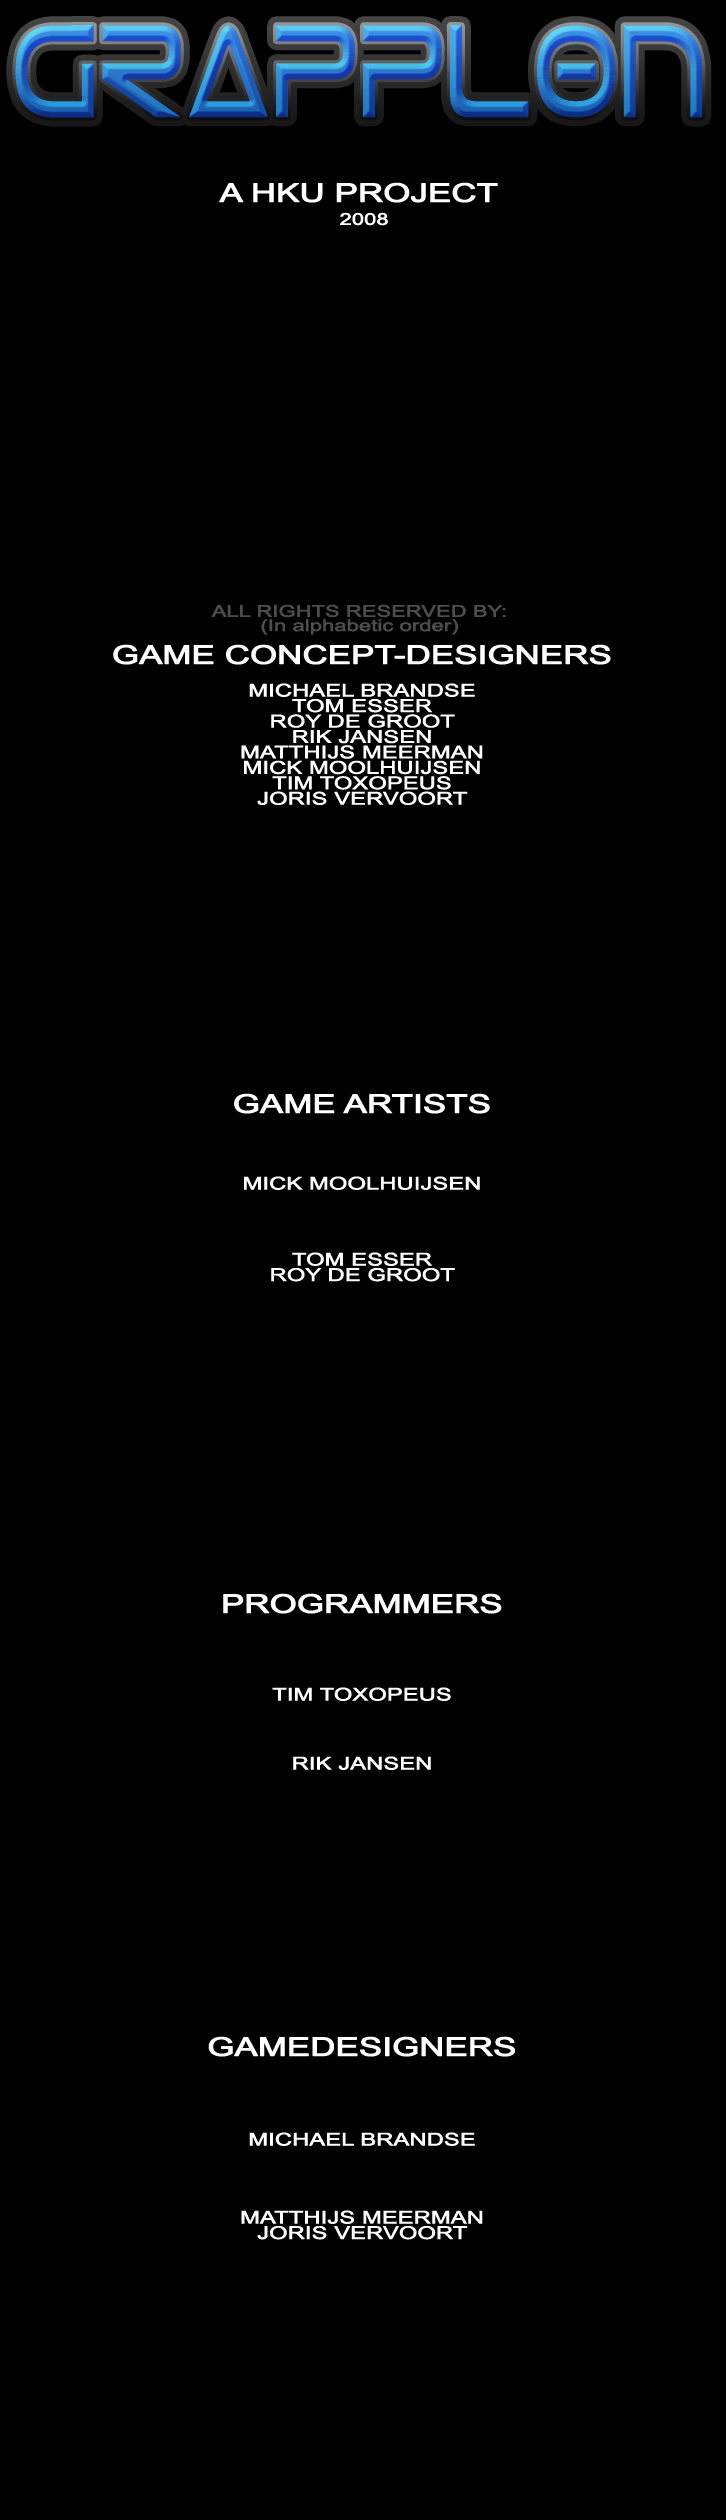 GRAPPLON
A HKU PROJECT
2008
ALL RIGHTS RESERVED BY:
(In alphabetic order)
GAME CONCEPT-DESIGNERS
MICHAEL BRANDSE
TOM ESSER
ROY DE GROOT
RIK JANSEN
MATTHIJS MEERMAN
MICK MOOLHUIJSEN
TIM TOXOPEUS
JORIS VERVOORT
GAME ARTISTS
MICK MOOLHUIJSEN
TOM ESSER
ROY DE GROOT
PROGRAMMERS
TIM TOXOPEUS
RIK JANSEN
GAMEDESIGNERS
MICHAEL BRANDSE
MATTHIJS MEERMAN
JORIS VERVOORT